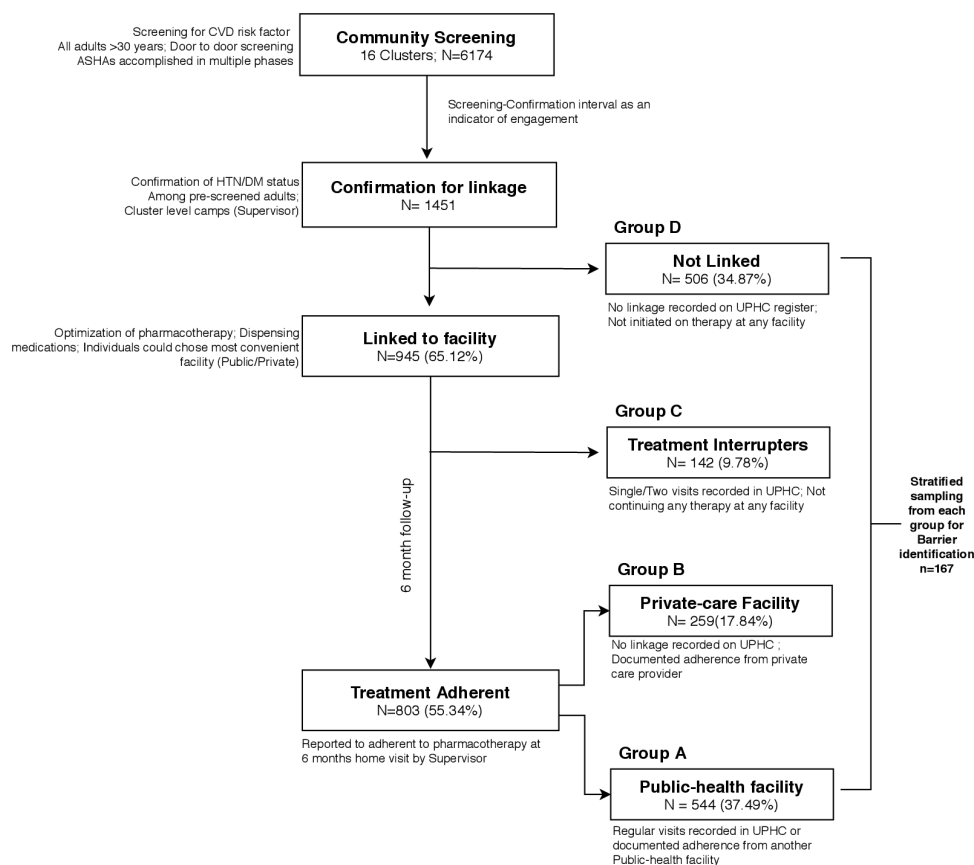 Screening for CVD risk factor
All adults >30 years; Door to door screening
ASHAs accomplished in multiple phases
Community Screening
16 Clusters; N=6174
Screening-Confirmation interval as an
indicator of engagement
Confirmation of HTN/DM status
Among pre-screened adults;
Cluster level camps (Supervisor)
Confirmation for linkage
N= 1451
Group D
Not Linked
N= 506 (34.87%)
No linkage recorded on UPHC register;
Not initiated on therapy at any facility
Optimization of pharmacotherapy; Dispensing
medications; Individuals could chose most convenient
facility (Public/Private)
Linked to facility
N=945 (65.12%)
Group C
Treatment Interrupters
N= 142 (9.78%)
Single/Two visits recorded in UPHC; Not
continuing any therapy at any facility
6 month follow-up
Stratified
sampling
from each
group for
Barrier
identification
n=167
Group B
Private-care Facility
N= 259(17.84%)
No linkage recorded on UPHC ;
Documented adherence from private
care provider
Treatment Adherent
N=803 (55.34%)
Reported to adherent to pharmacotherapy at
6 months home visit by Supervisor
Group A
Public-health facility
N = 544 (37.49%)
Regular visits recorded in UPHC or
documented adherence from another
Public-health facility